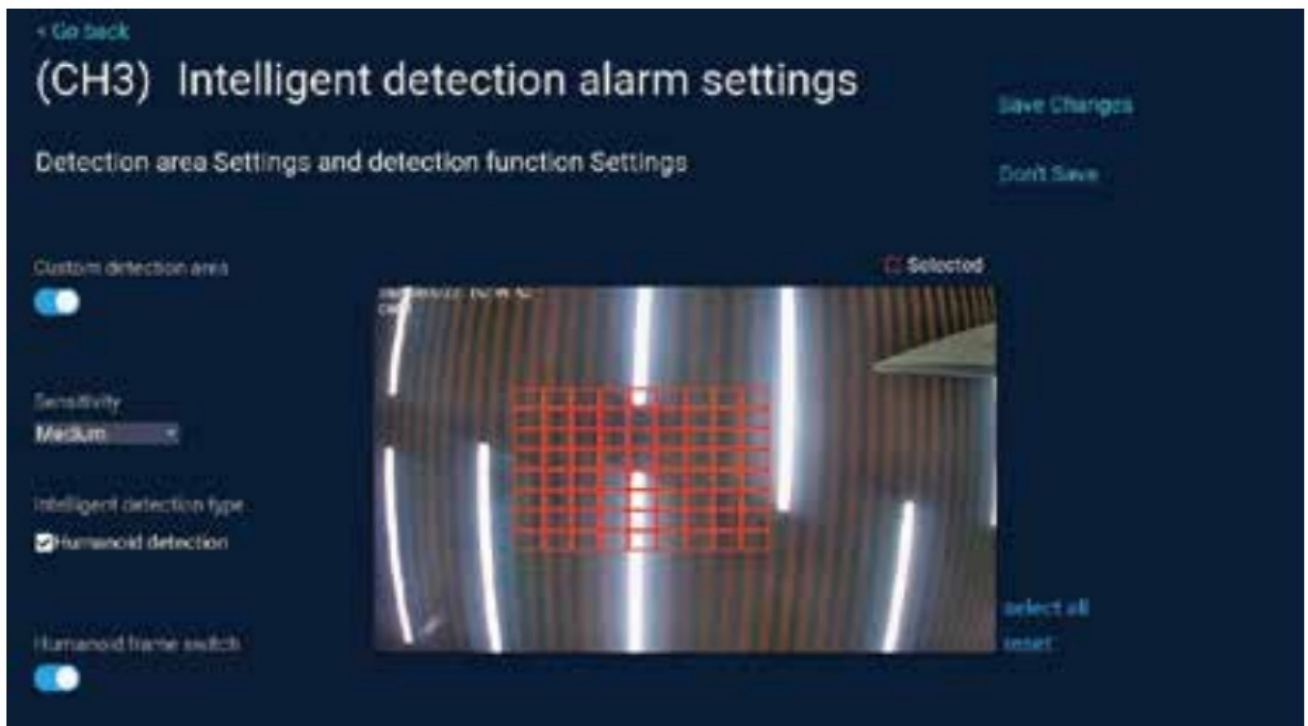 < Go back
(CH3) Intelligent detection alarm settings
Save Changes
Detection area Settings and detection function Settings
Don't Save
Custom detection area
Selected
Sensitivity
Medium
Intelligent detection type
Humanoid detection
select all
Humanoid frame switch
reset